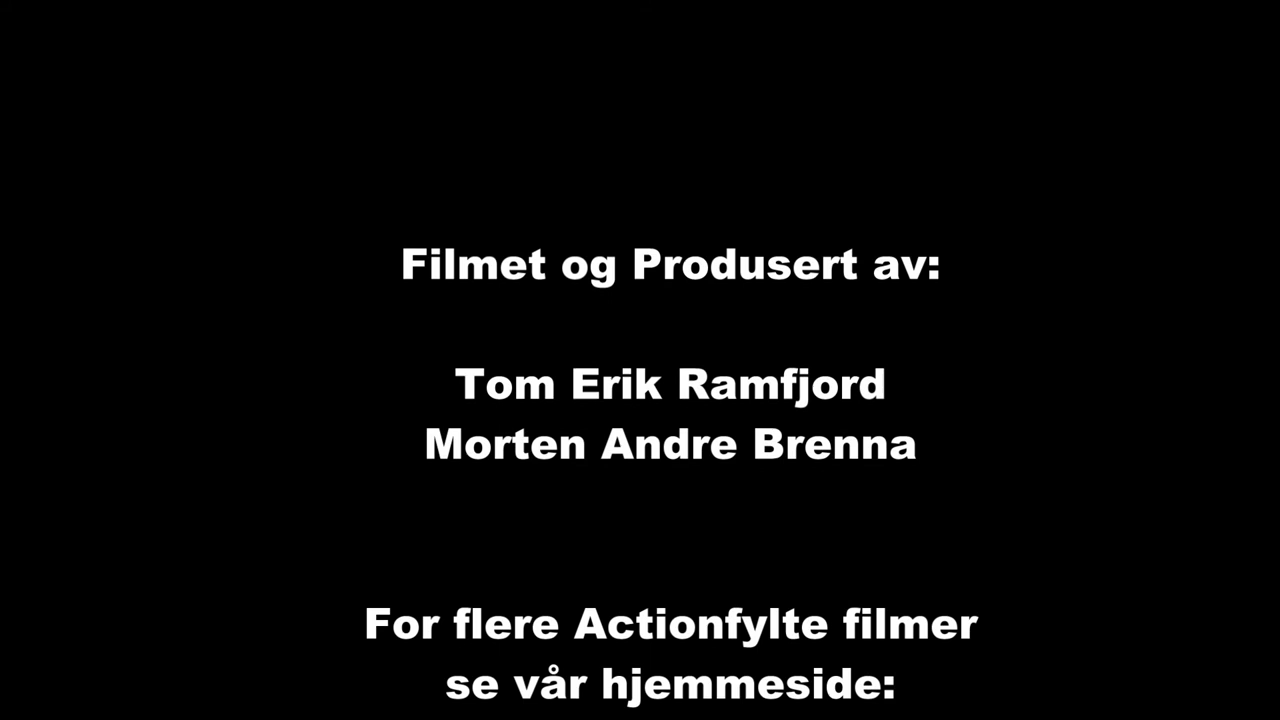 Filmet og Produsert av:
Tom Erik Ramfjord
Morten Andre Brenna
For flere Actionfylte filmer
se vår hjemmeside: